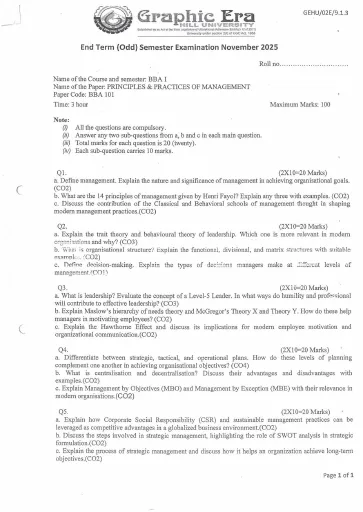 GEHU/02E/9.1.3
Graphic Era
HILL UNIVERSITY
End Term (Odd) Semester Examination November 2025
Roll no..............................
Name of the Course and semester: BBA 1
Name of the Paper: PRINCIPLES & PRACTICES OF MANAGEMENT
Paper Code: BBA 101
Time: 3 hour Maximum Marks: 100
Note:
(i) All the questions are compulsory.
(ii) Answer any two sub-questions from a, b and c in each main question.
(iii) Total marks for each question is 20 (twenty).
(iv) Each sub-question carries 10 marks.
Q1. (2X10=20 Marks)
a. Define management. Explain the nature and significance of management in achieving organisational goals.
(CO2)
b. What are the 14 principles of management given by Henri Fayol? Explain any three with examples. (CO2)
c. Discuss the contribution of the Classical and Behavioral schools of management thought in shaping
modern management practices.(CO2)
Q2. (2X10=20 Marks)
a. Explain the trait theory and behavioural theory of leadership. Which one is more relevant in modern
organisations and why? (CO3)
b. What is organisational structure? Explain the functional, divisional, and matrix structures with suitable
(CO2)
c. Define decision-making. Explain the types of decisions managers make at different levels of
management.(CO1)
Q3. (2X10=20 Marks)
a. What is leadership? Evaluate the concept of a Level-5 Leader. In what ways do humility and professional
will contribute to effective leadership? (CO3)
b. Explain Maslow's hierarchy of needs theory and McGregor's Theory X and Theory Y. How do these help
managers in motivating employees? (CO2)
c. Explain the Hawthorne Effect and discuss its implications for modern employee motivation and
organizational communication.(CO2)
Q4. (2X10=20 Marks)
a. Differentiate between strategic, tactical, and operational plans. How do these levels of planning
complement one another in achieving organisational objectives? (CO4)
b. What is centralisation and decentralisation? Discuss their advantages and disadvantages with
examples.(CO2)
c. Explain Management by Objectives (MBO) and Management by Exception (MBE) with their relevance in
modern organisations.(CO2)
Q5. (2X10=20 Marks)
a. Explain how Corporate Social Responsibility (CSR) and sustainable management practices can be
leveraged as competitive advantages in a globalized business environment.(CO2)
b. Discuss the steps involved in strategic management, highlighting the role of SWOT analysis in strategic
formulation.(CO2)
c. Explain the process of strategic management and discuss how it helps an organization achieve long-term
objectives.(CO2)
Page 1 of 1